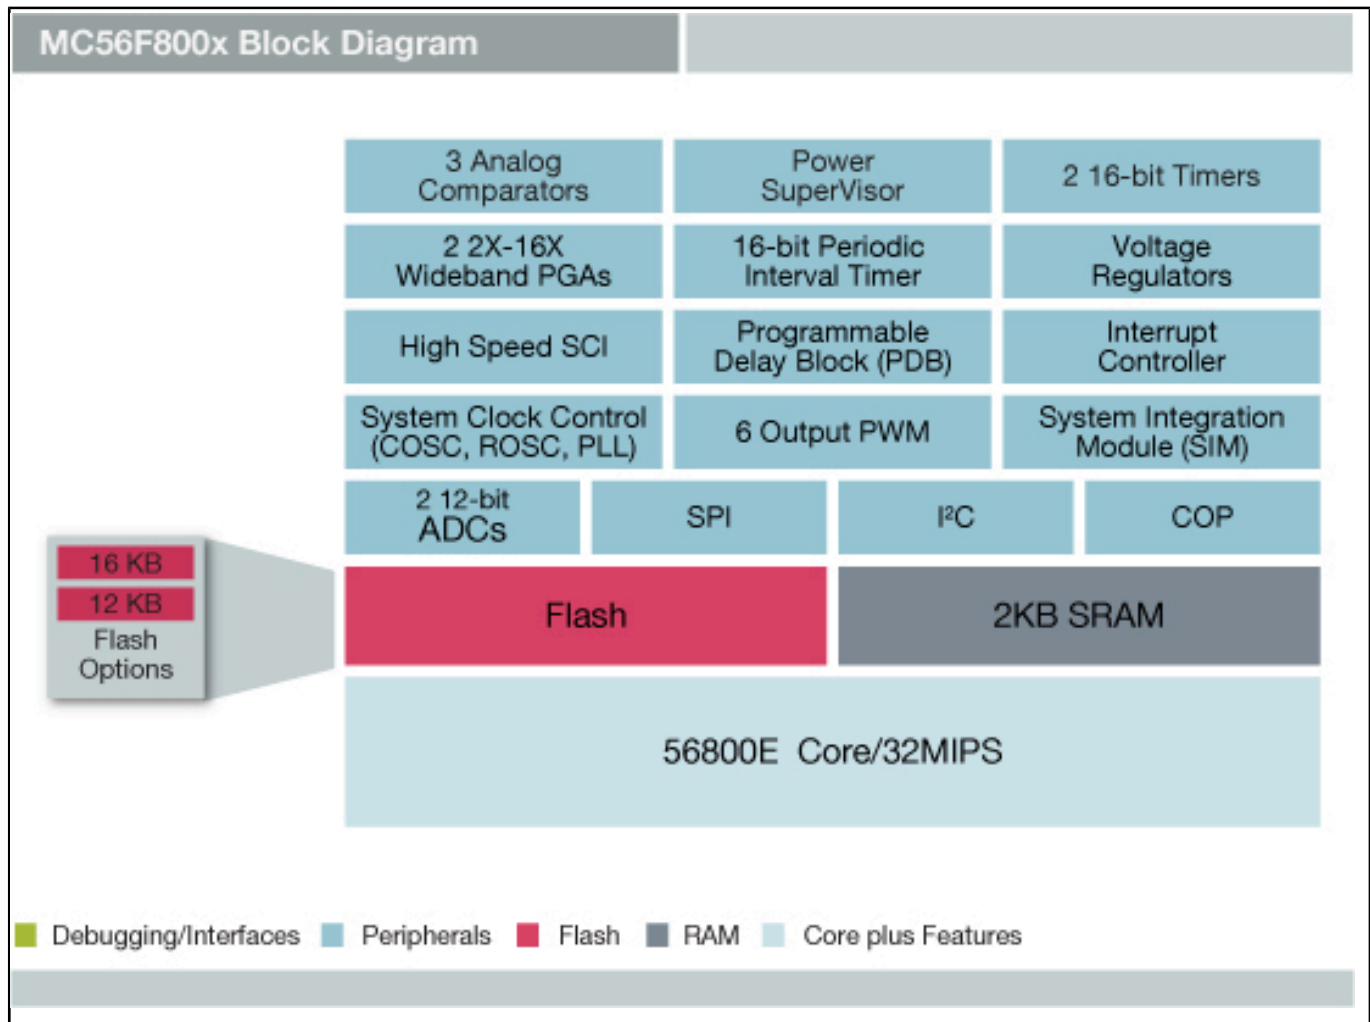 MC56F800x Block Diagram
3 Analog
Comparators
Power
SuperVisor
2 16-bit Timers
2 2X-16X
Wideband PGAs
16-bit Periodic
Interval Timer
Voltage
Regulators
High Speed SCI
Programmable
Delay Block (PDB)
Interrupt
Controller
System Clock Control
(COSC, ROSC, PLL)
6 Output PWM
System Integration
Module (SIM)
2 12-bit
ADCs
SPI
I²C
COP
16 KB
12 KB
Flash
Options
Flash
2KB SRAM
56800E Core/32MIPS
Debugging/Interfaces
Peripherals
Flash
RAM
Core plus Features